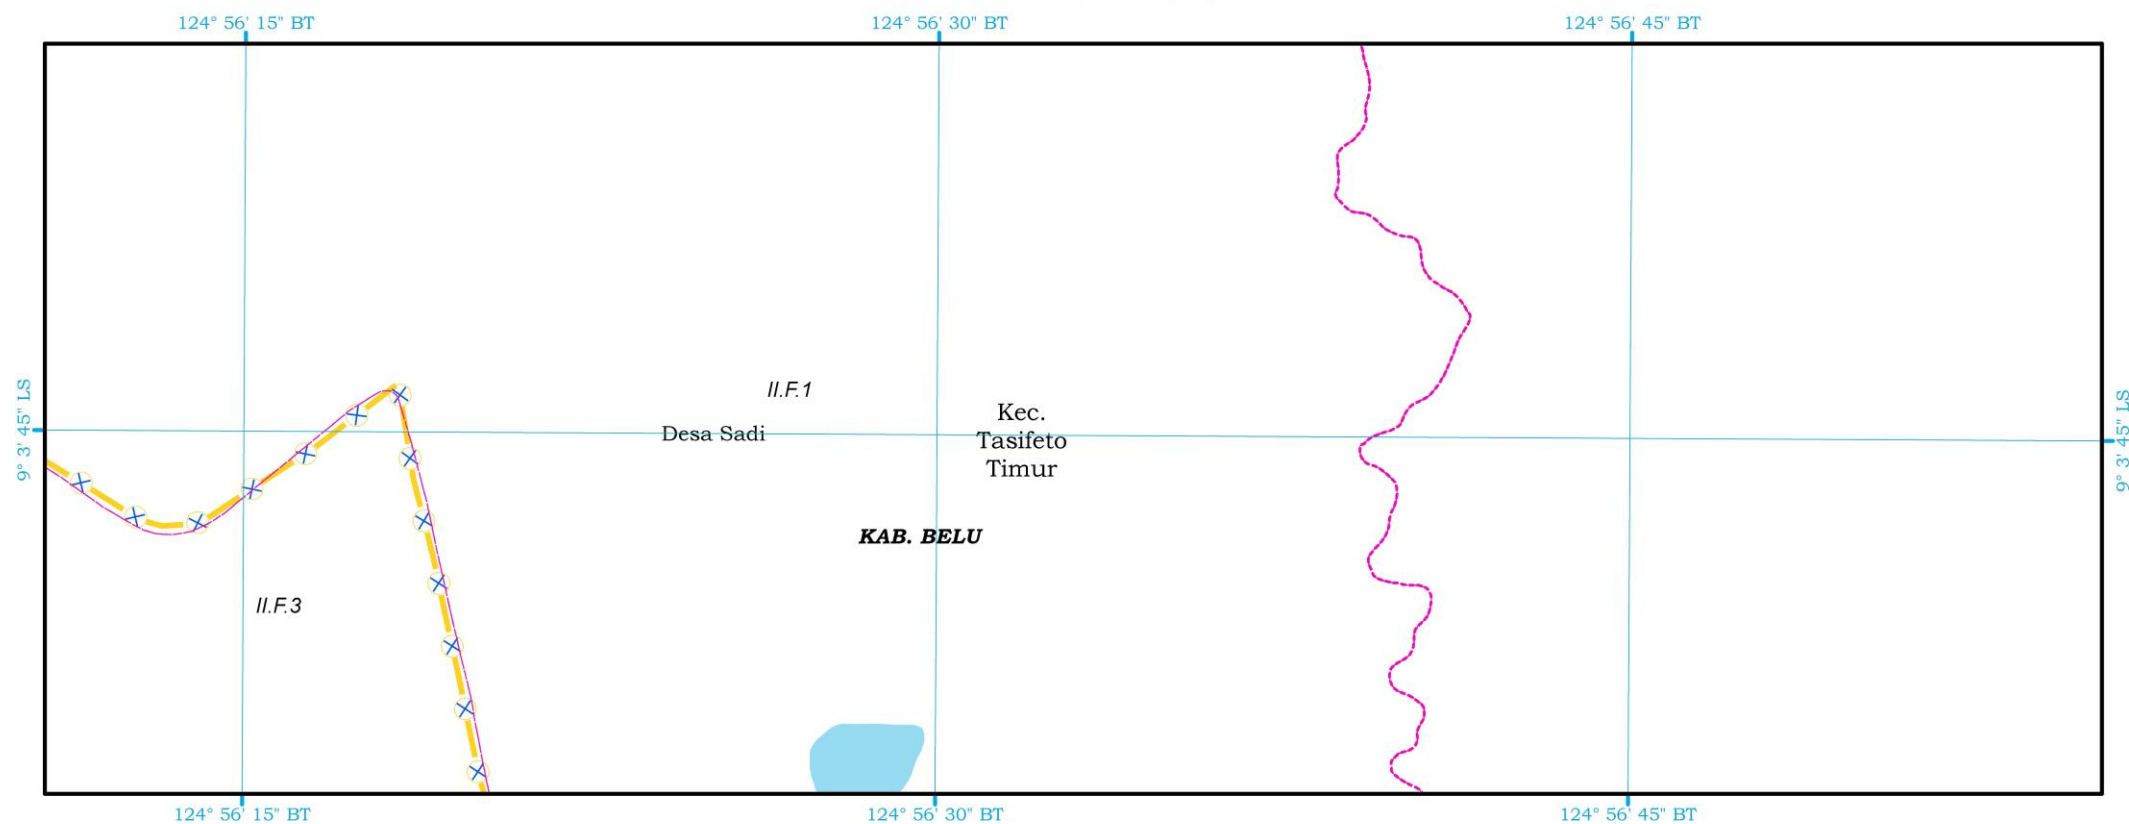 124° 56' 15" BT
124° 56' 30" BT
124° 56' 45" BT
9° 3' 45" LS
9° 3' 45" LS
II.F.1
Desa Sadi
Kec.
Tasifeto
Timur
KAB. BELU
II.F.3
124° 56' 15" BT
124° 56' 30" BT
124° 56' 45" BT